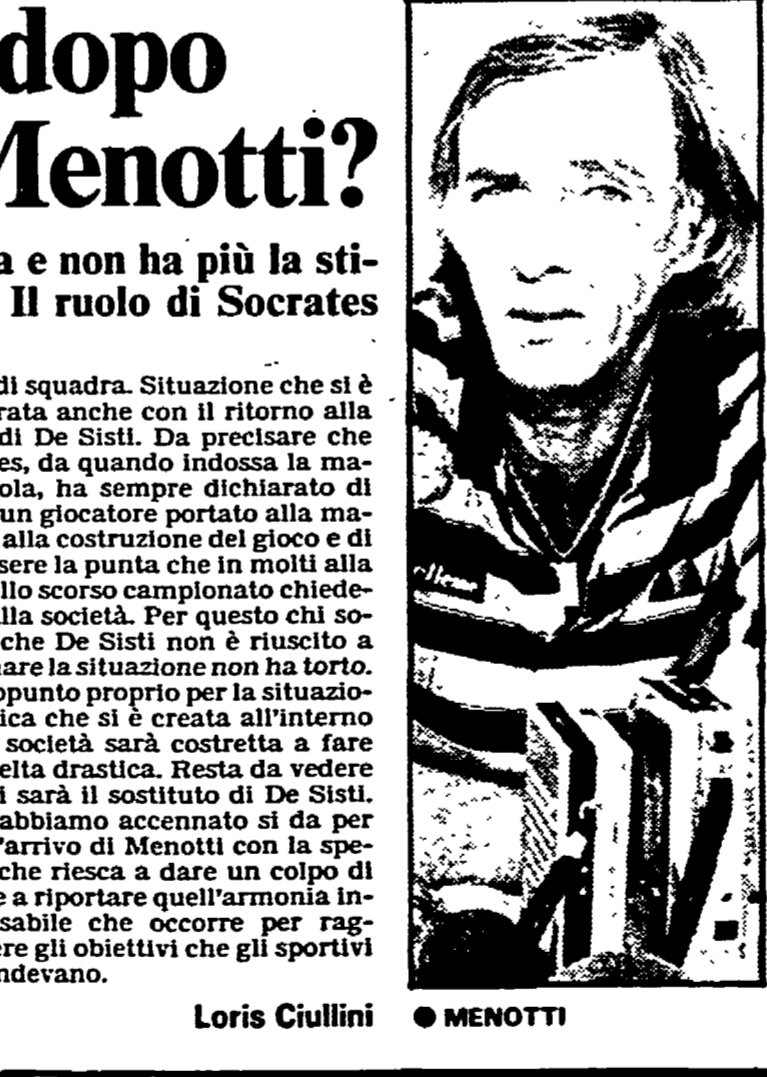 dopo
Menotti?
a e non ha più la sti-
Il ruolo di Socrates
di squadra. Situazione che si è
rata anche con il ritorno alla
di De Sisti. Da precisare che
es, da quando indossa la ma-
ola, ha sempre dichiarato di
un giocatore portato alla ma-
alla costruzione del gioco e di
sere la punta che in molti alla
llo scorso campionato chiede-
lla società. Per questo chi so-
che De Sisti non è riuscito a
nare la situazione non ha torto.
ppunto proprio per la situazio-
ica che si è creata all'interno
società sarà costretta a fare
elta drastica. Resta da vedere
i sarà il sostituto di De Sisti.
abbiamo accennato si da per
'arrivo di Menotti con la spe-
che riesca a dare un colpo di
e a riportare quell'armonia in-
sabile che occorre per rag-
ere gli obiettivi che gli sportivi
ndevano.
Loris Ciullini
● MENOTTI